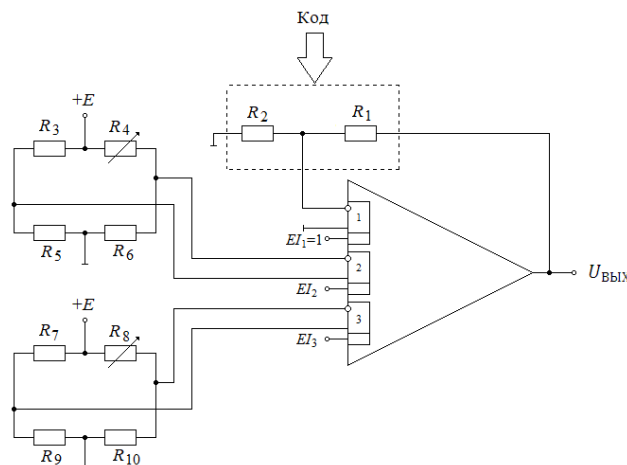 Код
R2 R1
+E
R3 R4
R5 R6
1
EI1=1
2
EI2
3
EI3
UВЫХ
+E
R7 R8
R9 R10